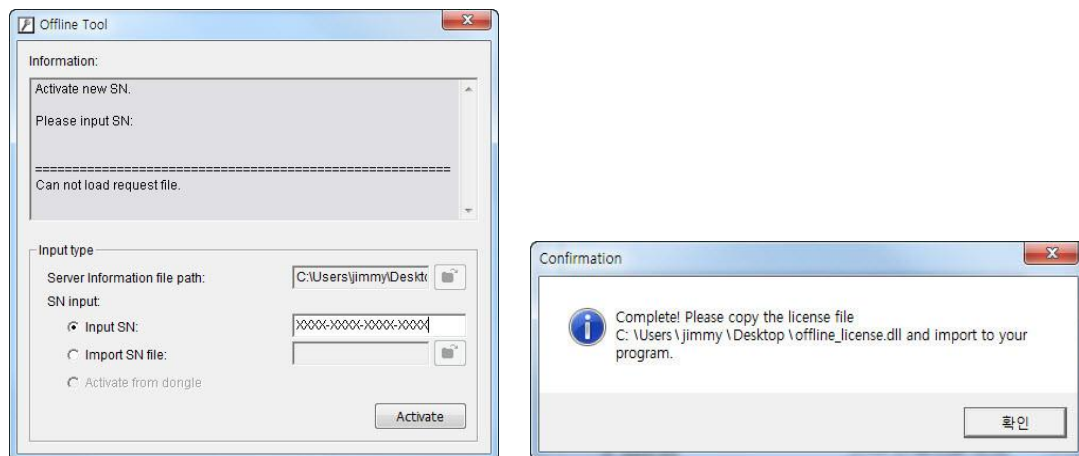 Offline Tool
Information:
Activate new SN.
Please input SN:
=======================================================
Can not load request file.
Input type
Server Information file path:
C:\Users\jimmy\Deskt
SN input:
Input SN:
XXXX-XXXX-XXXX-XXXX
Import SN file:
Activate from dongle
Activate
Confirmation
Complete! Please copy the license file
C: \Users \ jimmy \ Desktop \ offline_license.dll and import to your
program.
확인